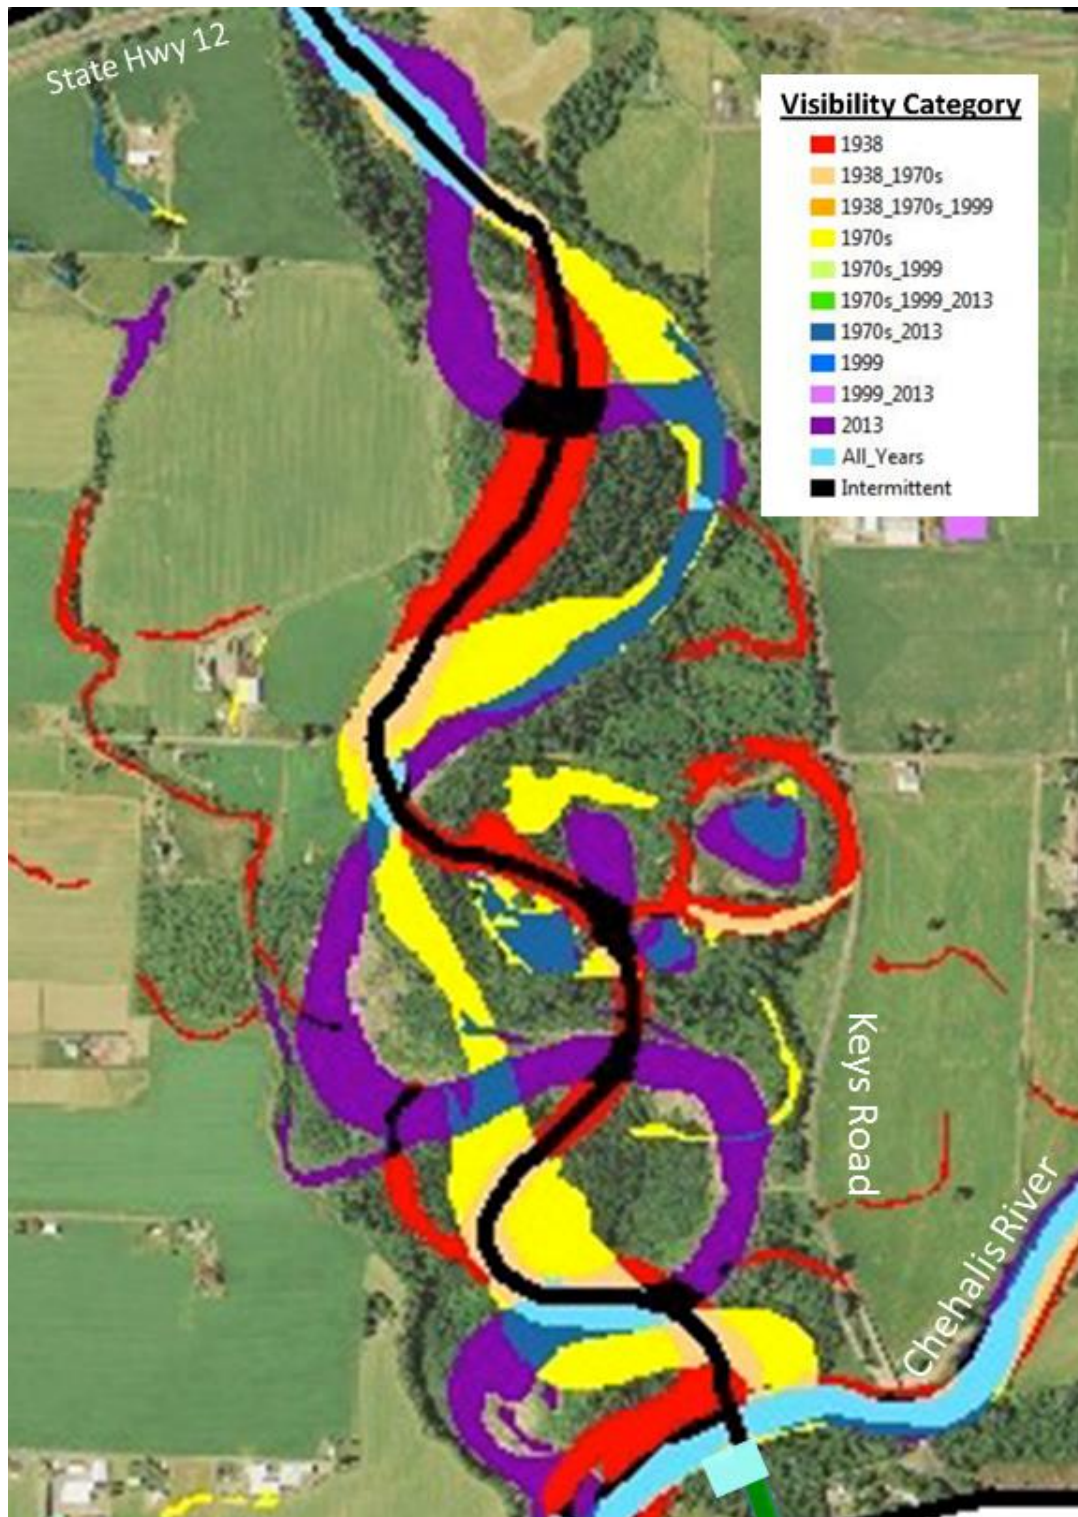 State Hwy 12
Visibility Category
1938
1938_1970s
1938_1970s_1999
1970s
1970s_1999
1970s_1999_2013
1970s_2013
1999
1999_2013
2013
All_Years
Intermittent
Keys Road
Chehalis River